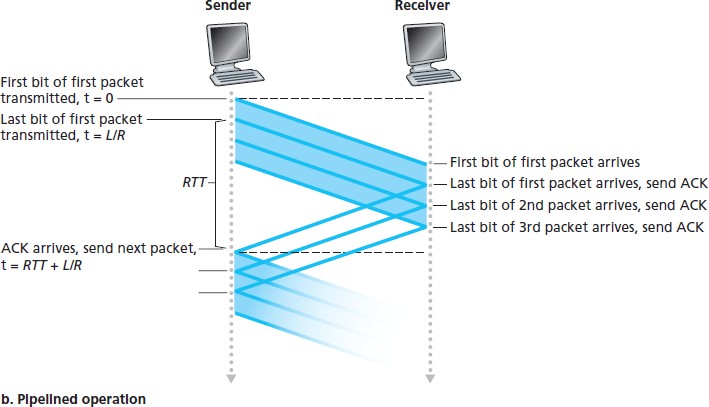 Sender
Receiver
First bit of first packet
transmitted, t = 0
Last bit of first packet
transmitted, t = L/R
RTT
First bit of first packet arrives
Last bit of first packet arrives, send ACK
Last bit of 2nd packet arrives, send ACK
Last bit of 3rd packet arrives, send ACK
ACK arrives, send next packet,
t = RTT + L/R
b. Pipelined operation